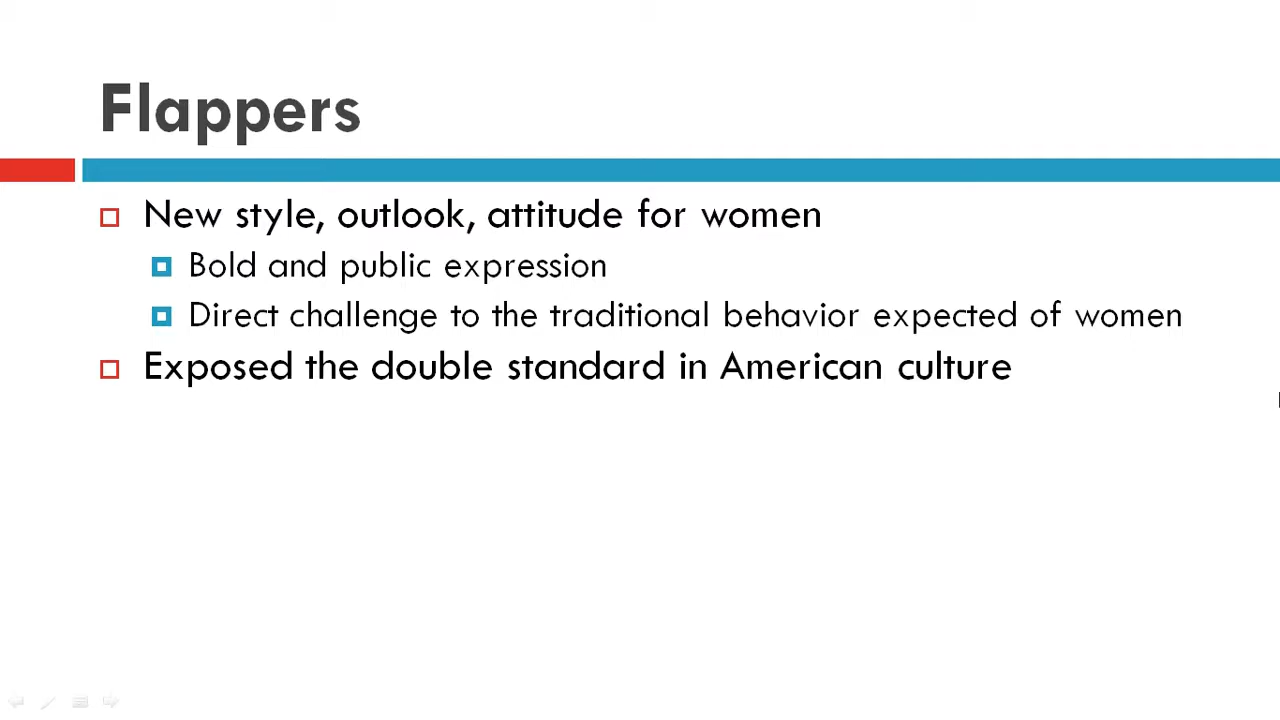 Flappers
New style, outlook, attitude for women
Bold and public expression
Direct challenge to the traditional behavior expected of women
Exposed the double standard in American culture